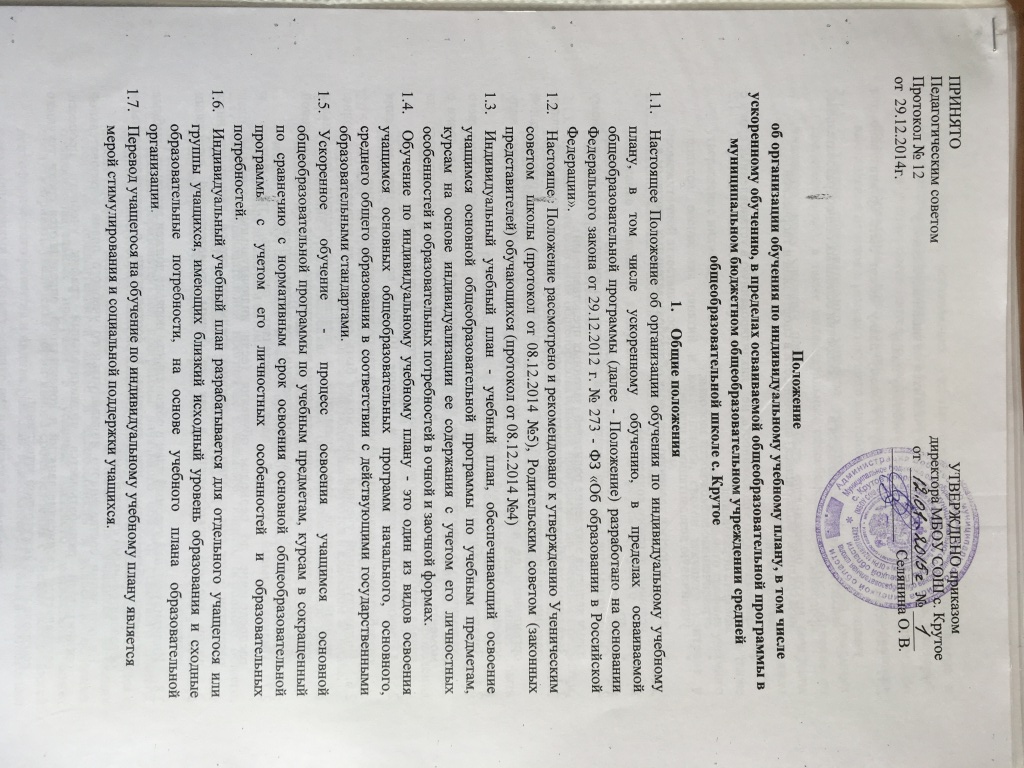 ПРИНЯТО
Педагогическим советом
Протокол № 12
от 29.12.2014г.
УТВЕРЖДЕНО приказом
директора МБОУ СОШ с. Крутое
от 12.01.2015г. № 1
Селянина О. В.
Положение
об организации обучения по индивидуальному учебному плану, в том числе
ускоренному обучению, в пределах осваиваемой общеобразовательной программы в
муниципальном бюджетном общеобразовательном учреждении средней
общеобразовательной школе с. Крутое
1. Общие положения
1.1. Настоящее Положение об организации обучения по индивидуальному учебному
плану, в том числе ускоренному обучению, в пределах осваиваемой
общеобразовательной программы (далее - Положение) разработано на основании
Федерального закона от 29.12.2012 г. № 273 - ФЗ «Об образовании в Российской
Федерации».
1.2. Настоящее Положение рассмотрено и рекомендовано к утверждению Ученическим
советом школы (протокол от 08.12.2014 №5), Родительским советом (законных
представителей) обучающихся (протокол от 08.12.2014 №4)
1.3. Индивидуальный учебный план - учебный план, обеспечивающий освоение
учащимся основной общеобразовательной программы по учебным предметам,
курсам на основе индивидуализации ее содержания с учетом его личностных
особенностей и образовательных потребностей в очной и заочной формах.
1.4. Обучение по индивидуальному учебному плану - это один из видов освоения
учащимся основных общеобразовательных программ начального, основного,
среднего общего образования в соответствии с действующими государственными
образовательными стандартами.
1.5. Ускоренное обучение - процесс освоения учащимся основной
общеобразовательной программы по учебным предметам, курсам в сокращенный
по сравнению с нормативным срок освоения основной общеобразовательной
программы с учетом его личностных особенностей и образовательных
потребностей.
1.6. Индивидуальный учебный план разрабатывается для отдельного учащегося или
группы учащихся, имеющих близкий исходный уровень образования и сходные
образовательные потребности, на основе учебного плана образовательной
организации.
1.7. Перевод учащегося на обучение по индивидуальному учебному плану является
мерой стимулирования и социальной поддержки учащихся.